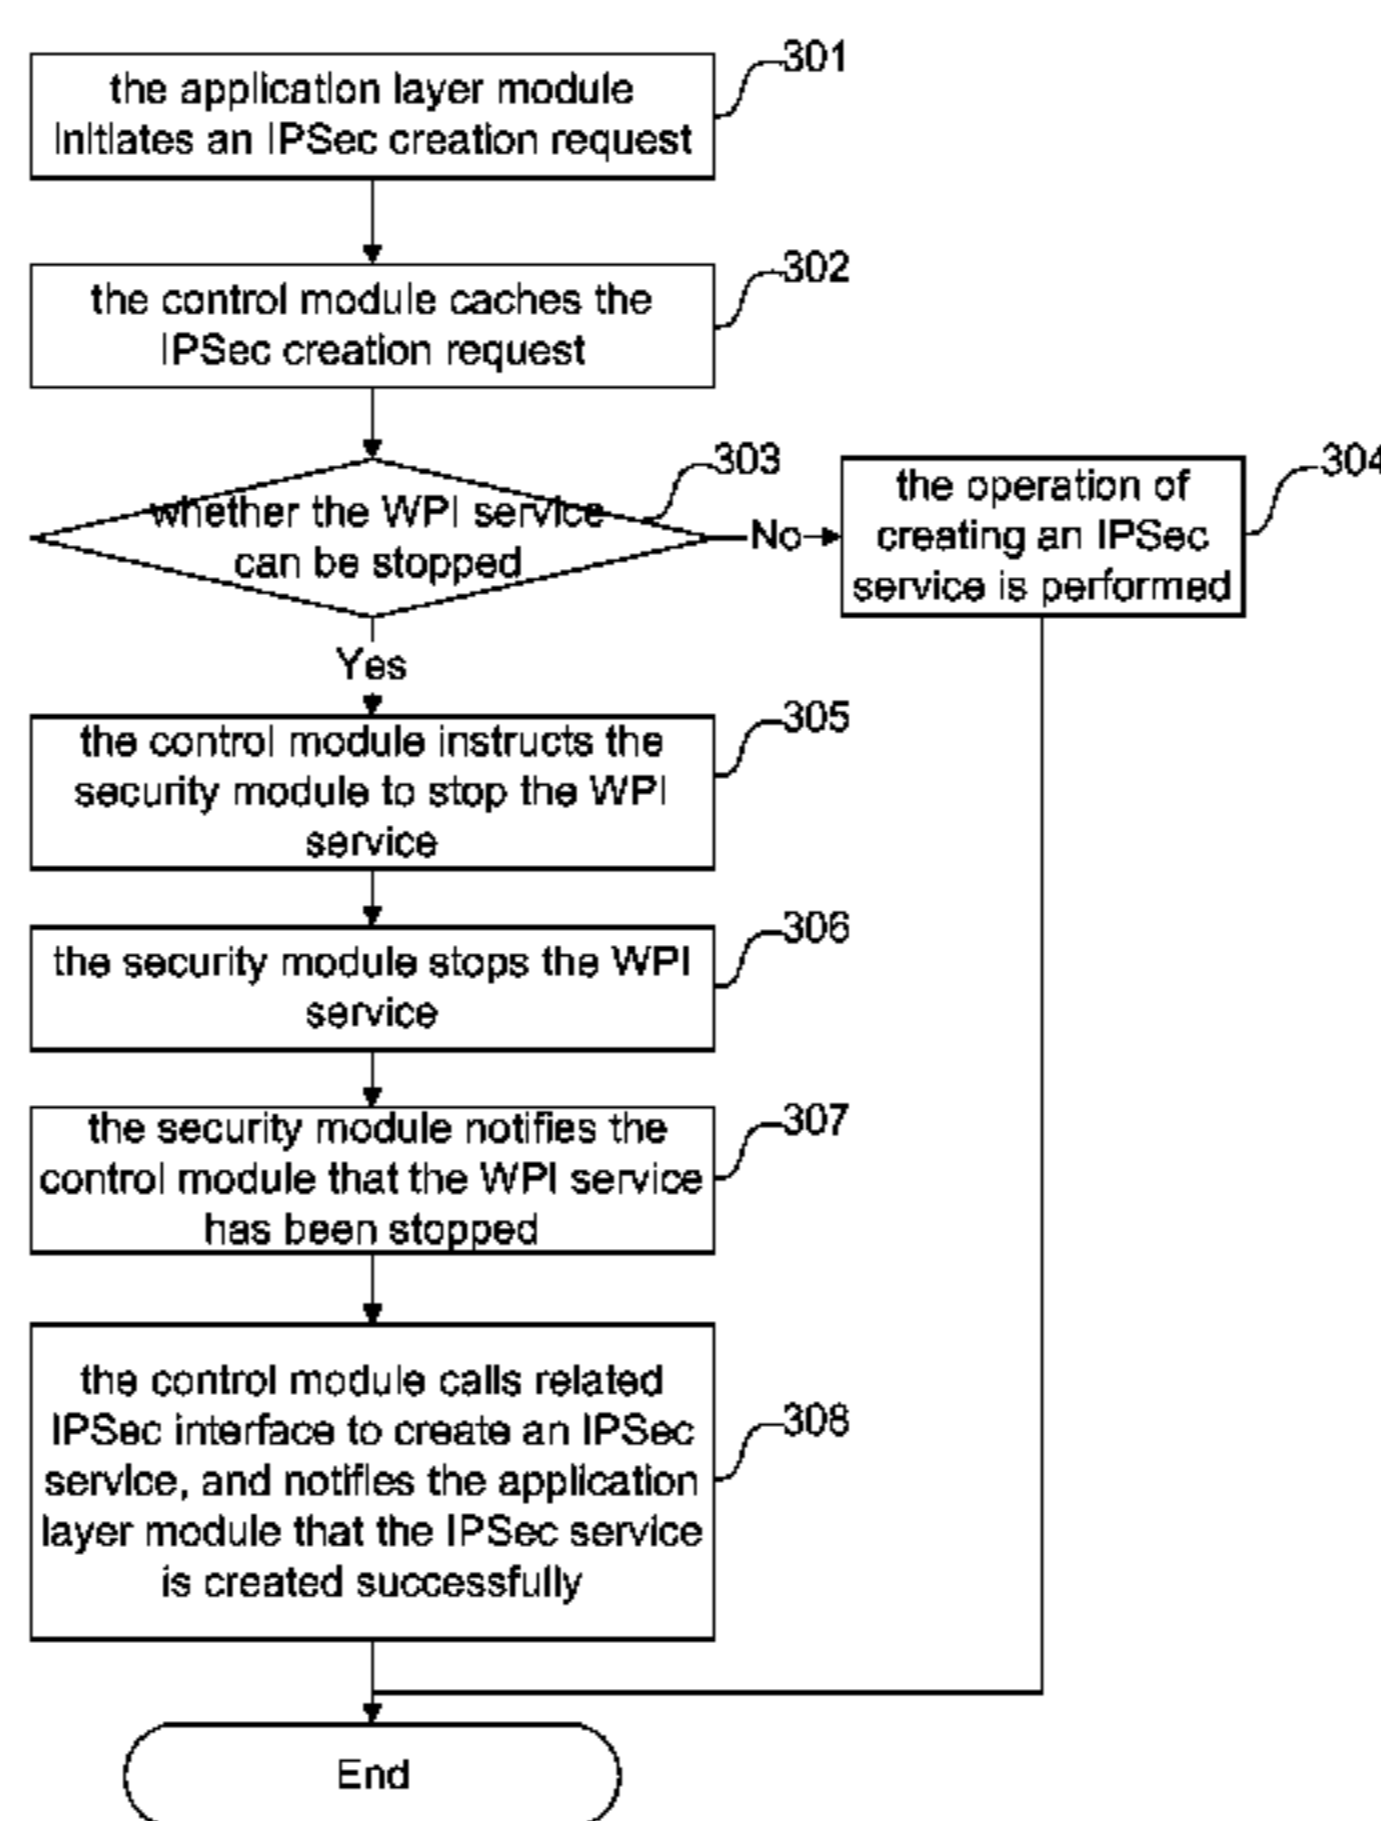 301
the application layer module
initiates an IPSec creation request
302
the control module caches the
IPSec creation request
303
whether the WPI service
can be stopped
No
304
the operation of
creating an IPSec
service is performed
Yes
305
the control module instructs the
security module to stop the WPI
service
306
the security module stops the WPI
service
307
the security module notifies the
control module that the WPI service
has been stopped
308
the control module calls related
IPSec interface to create an IPSec
service, and notifies the application
layer module that the IPSec service
is created successfully
End